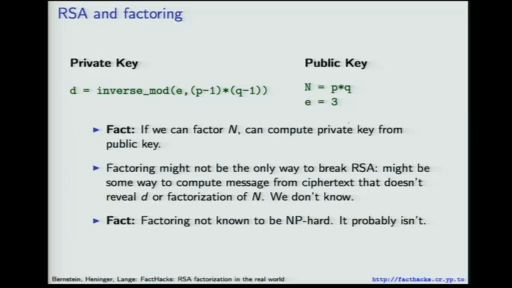 RSA and factoring
Private Key
d = inverse_mod(e,(p-1)*(q-1))
Public Key
N = p*q
e = 3
Fact: If we can factor N, can compute private key from
public key.
Factoring might not be the only way to break RSA: might be
some way to compute message from ciphertext that doesn't
reveal d or factorization of N. We don't know.
Fact: Factoring not known to be NP-hard. It probably isn't.
Bernstein, Heninger, Lange: FactHacks: RSA factorization in the real world
http://facthacks.cr.yp.to